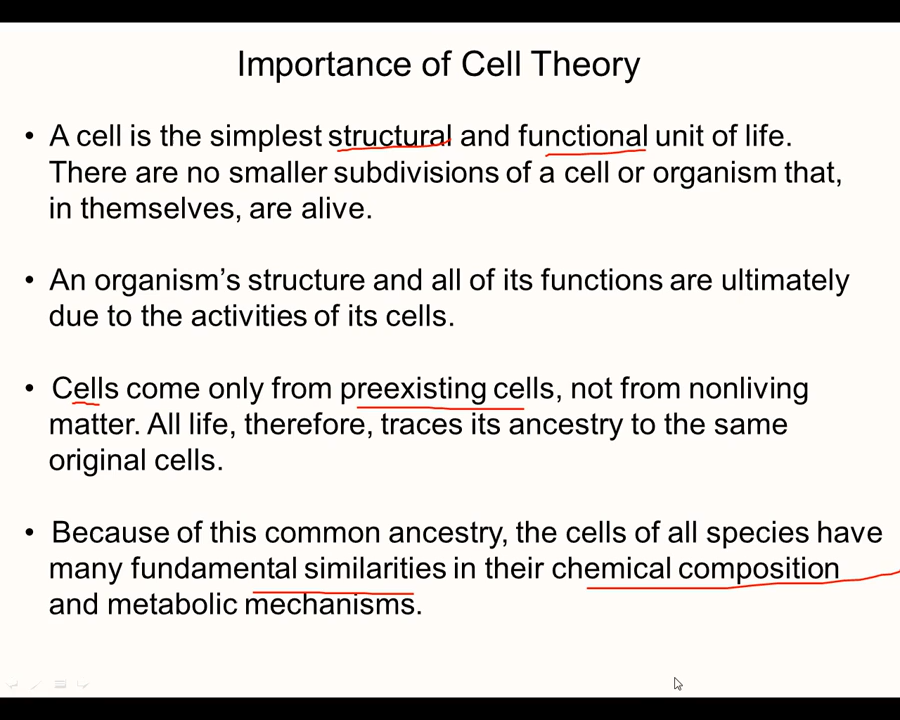 Importance of Cell Theory
• A cell is the simplest structural and functional unit of life.
There are no smaller subdivisions of a cell or organism that,
in themselves, are alive.
• An organism’s structure and all of its functions are ultimately
due to the activities of its cells.
• Cells come only from preexisting cells, not from nonliving
matter. All life, therefore, traces its ancestry to the same
original cells.
• Because of this common ancestry, the cells of all species have
many fundamental similarities in their chemical composition
and metabolic mechanisms.